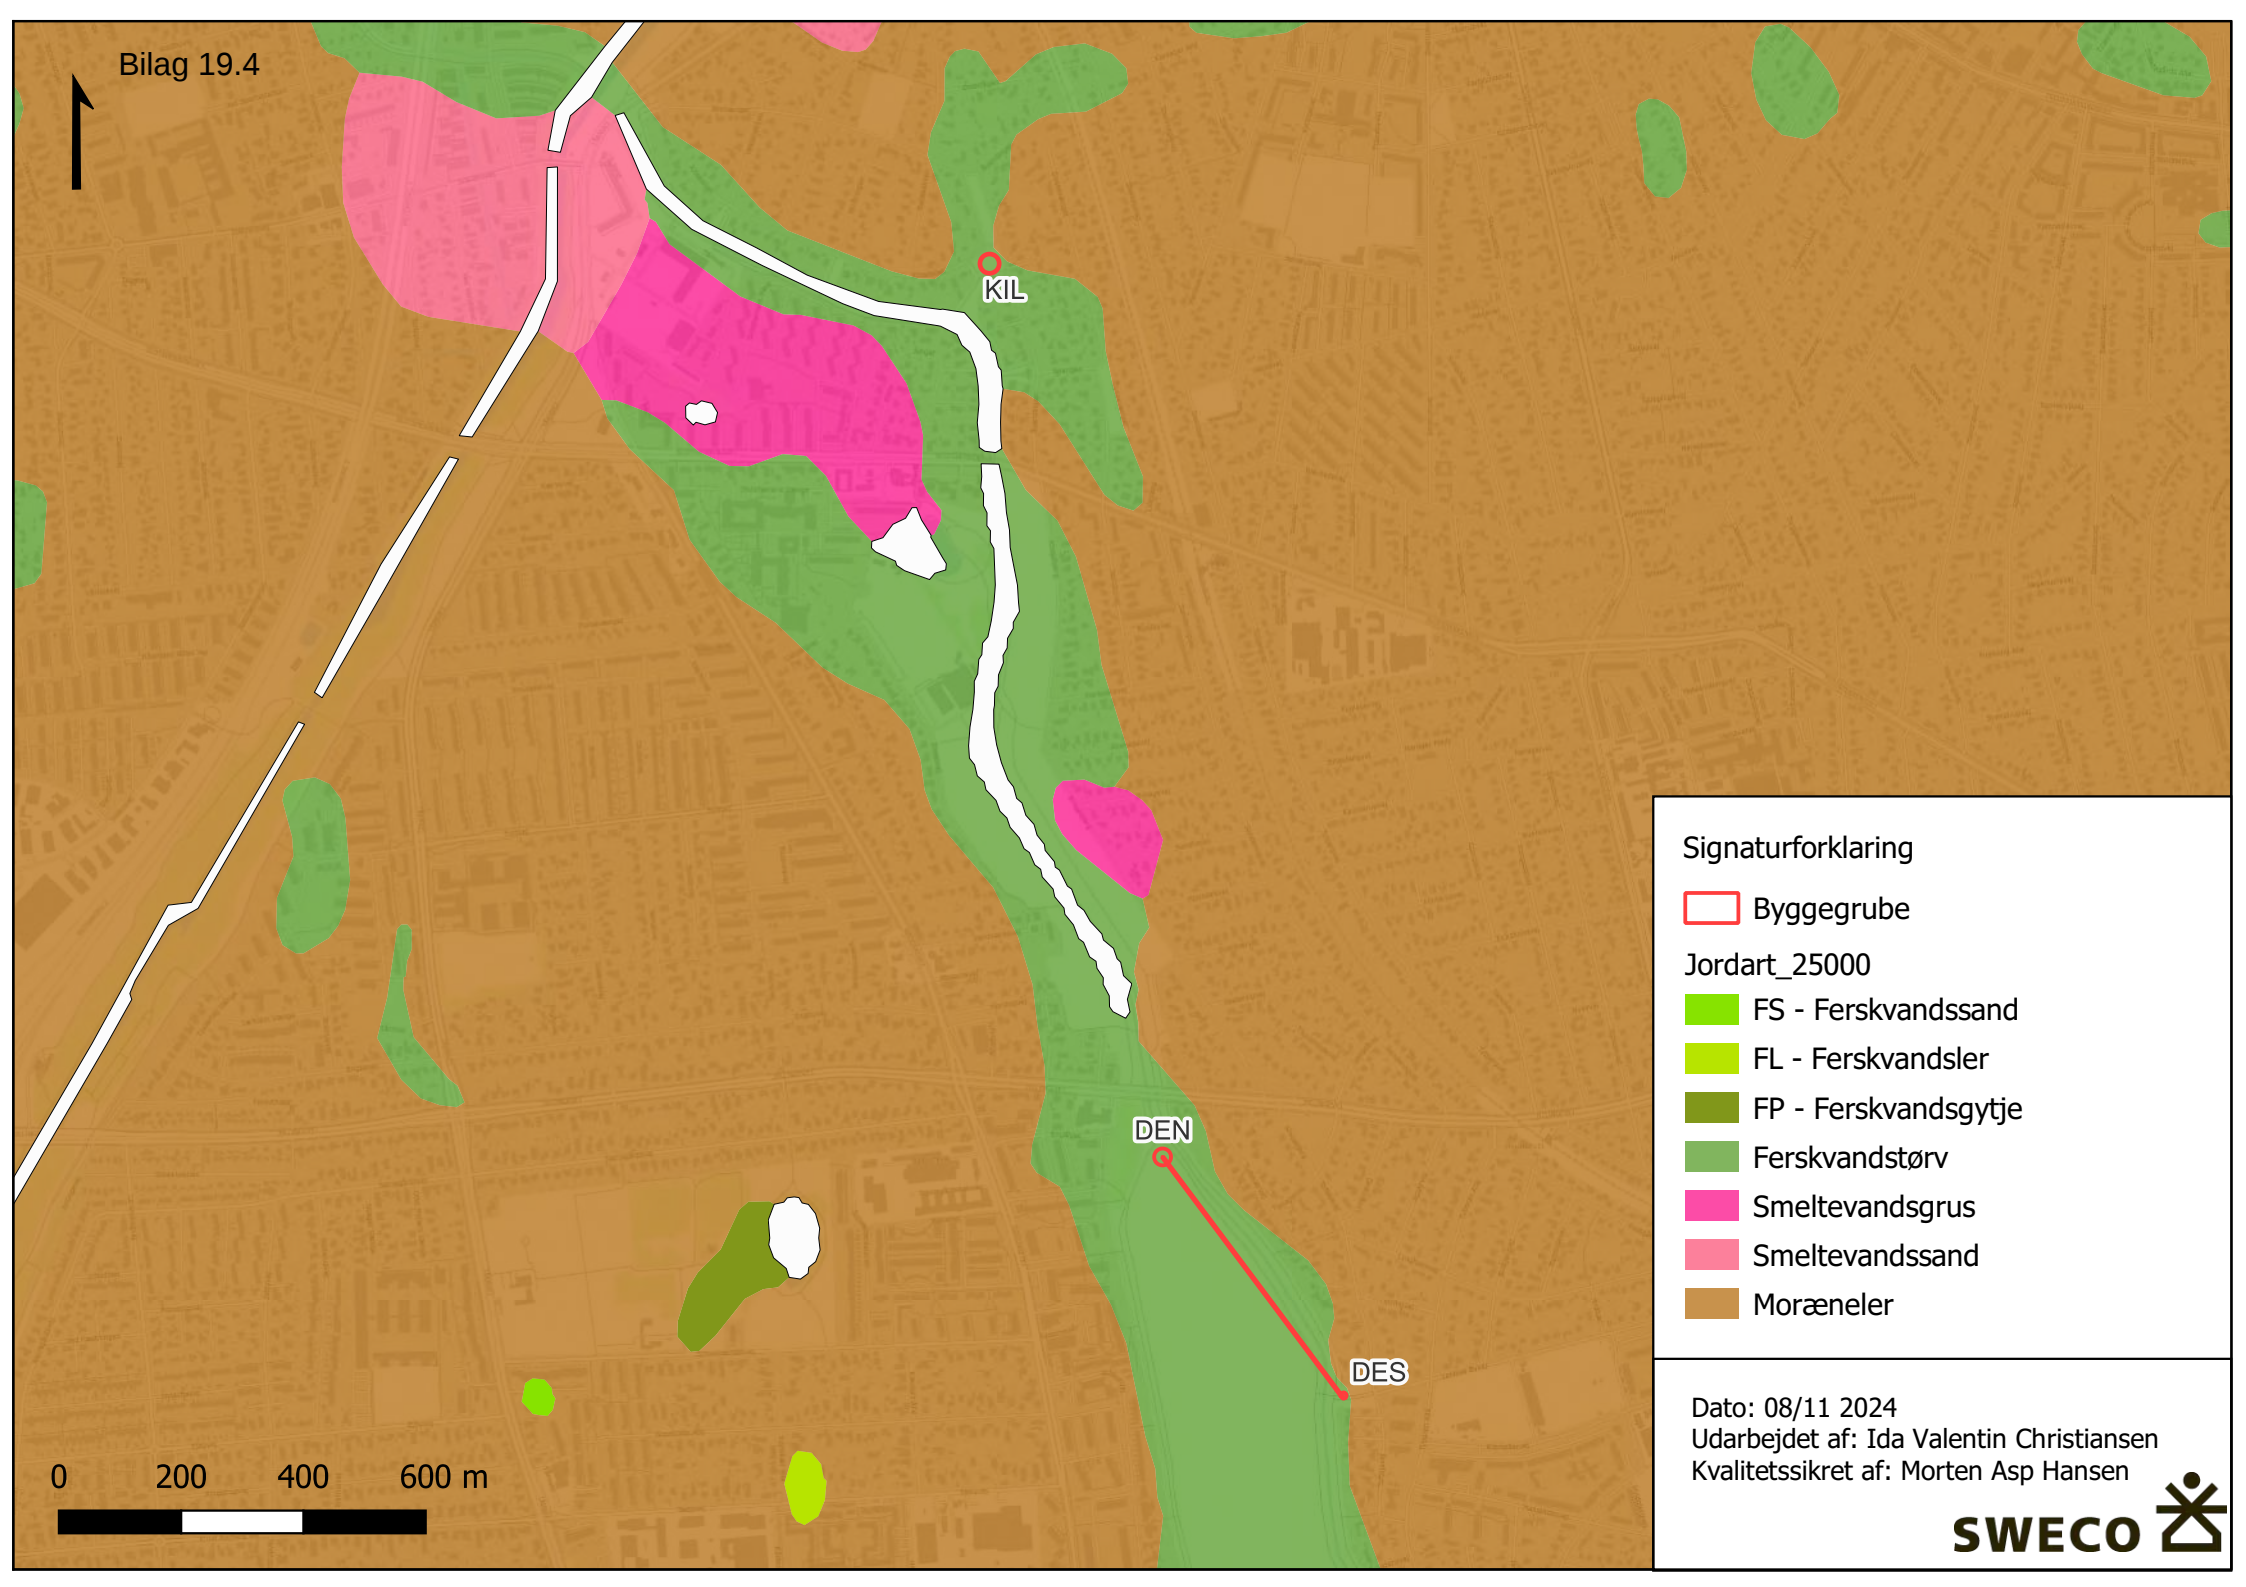 Bilag 19.4
KIL
DEN
DES
0 200 400 600 m
Signaturforklaring
Byggegrube
Jordart_25000
FS - Ferskvandssand
FL - Ferskvandsler
FP - Ferskvandsgytje
Ferskvandstørv
Smeltevandsgrus
Smeltevandssand
Moræneler
Dato: 08/11 2024
Udarbejdet af: Ida Valentin Christiansen
Kvalitetssikret af: Morten Asp Hansen
SWECO